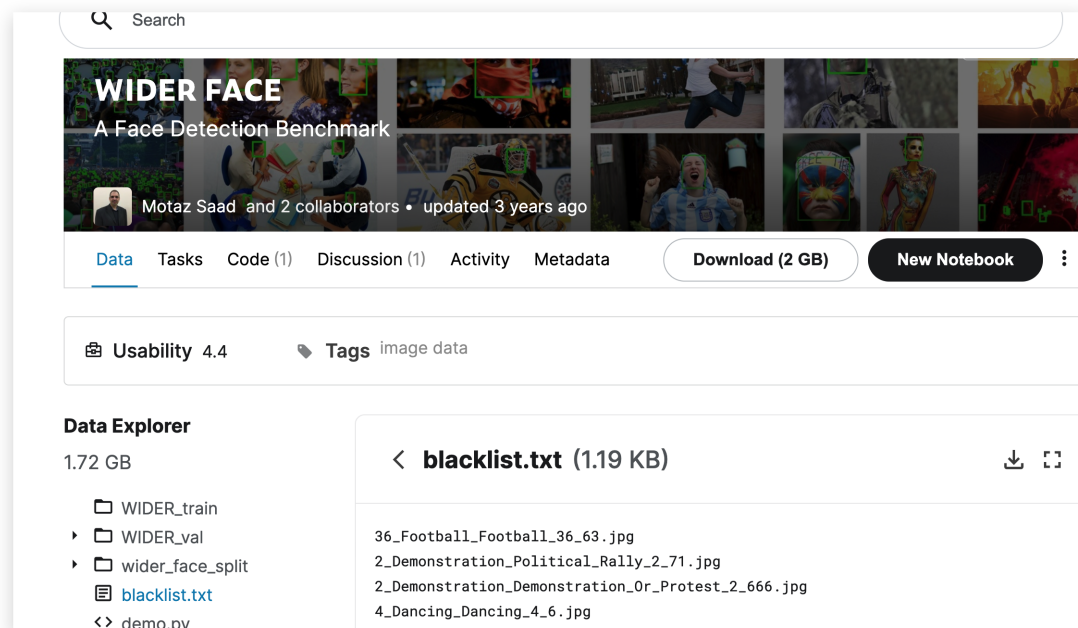 Search
WIDER FACE
A Face Detection Benchmark
Motaz Saad and 2 collaborators • updated 3 years ago
Data Tasks Code (1) Discussion (1) Activity Metadata Download (2 GB) New Notebook
Usability 4.4 Tags image data
Data Explorer
1.72 GB
WIDER_train
WIDER_val
wider_face_split
blacklist.txt
demo.py
blacklist.txt (1.19 KB)
36_Football_Football_36_63.jpg
2_Demonstration_Political_Rally_2_71.jpg
2_Demonstration_Demonstration_Or_Protest_2_666.jpg
4_Dancing_Dancing_4_6.jpg